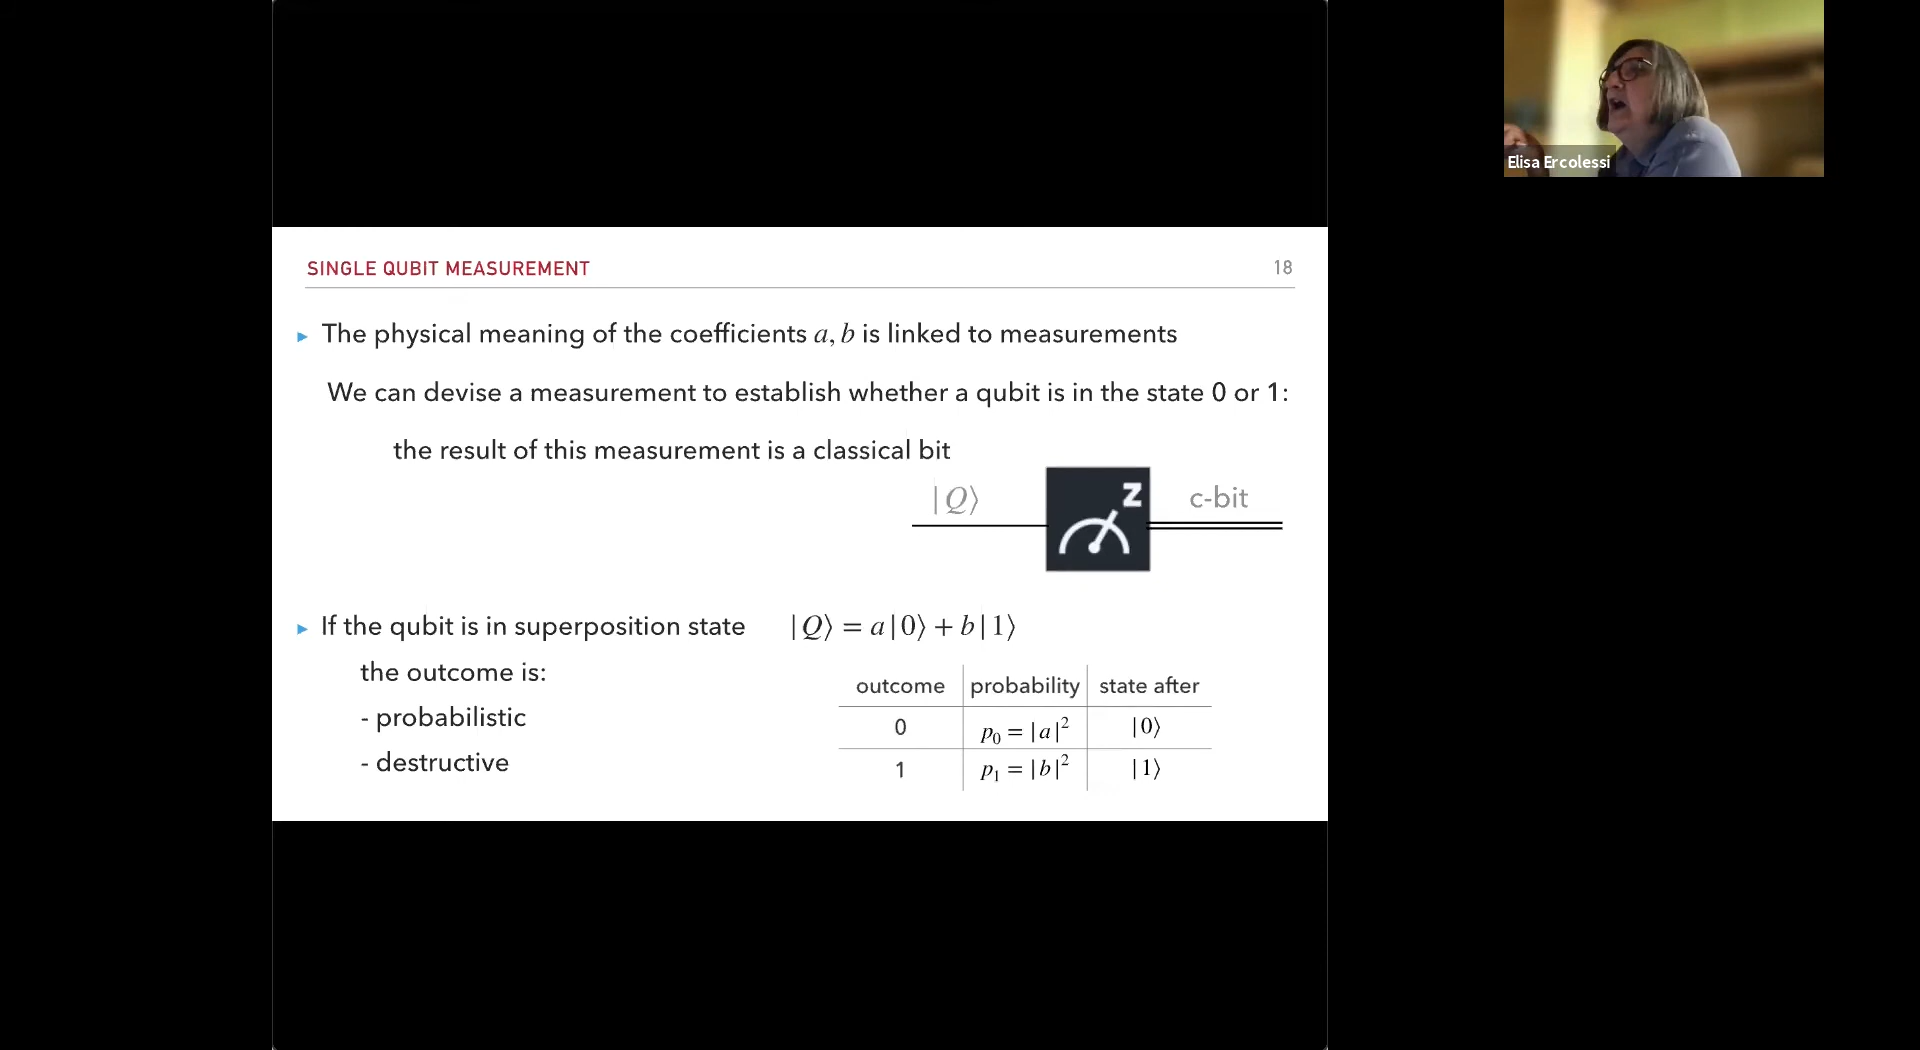 Elisa Ercolessi
SINGLE QUBIT MEASUREMENT
18
▸ The physical meaning of the coefficients a, b is linked to measurements
We can devise a measurement to establish whether a qubit is in the state 0 or 1:
the result of this measurement is a classical bit
|Q⟩
Z
c-bit
▸ If the qubit is in superposition state |Q⟩ = a|0⟩ + b|1⟩
the outcome is:
- probabilistic
- destructive
outcome probability state after
0 p₀ = |a|² |0⟩
1 p₁ = |b|² |1⟩